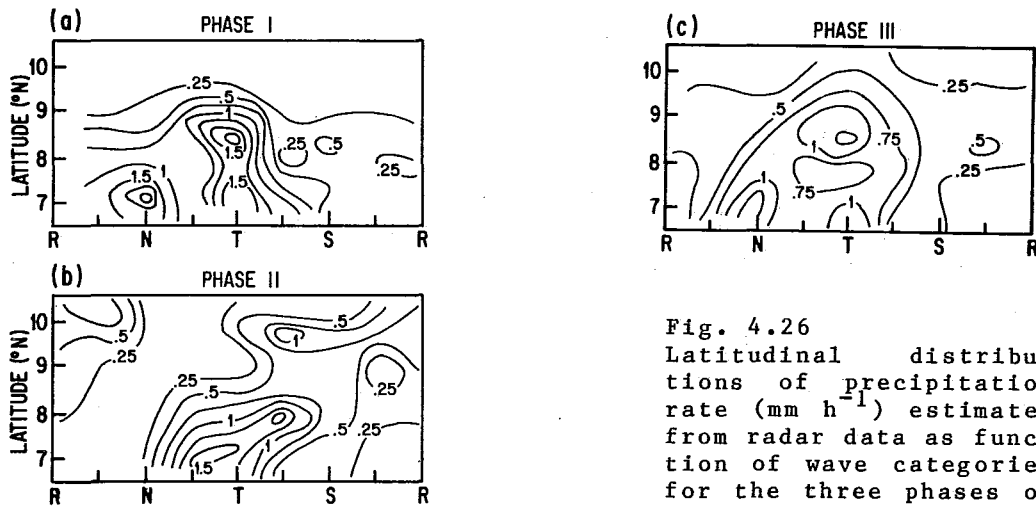 (a) PHASE I
LATITUDE (°N)
10
9
8
7
.25
.5
1
1.5
.25
.5
1.5
1
1.5
R N T S R
(b) PHASE II
LATITUDE (°N)
10
9
8
7
.5
.25
.5
1
.25
.5
.25
1
1
.5
.25
1.5
R N T S R
(c) PHASE III
10
9
8
7
.25
.5
.75
1
.5
.25
.75
1
1
R N T S R
Fig. 4.26
Latitudinal distribu
tions of precipitatio
rate (mm h-1) estimate
from radar data as func
tion of wave categorie
for the three phases o